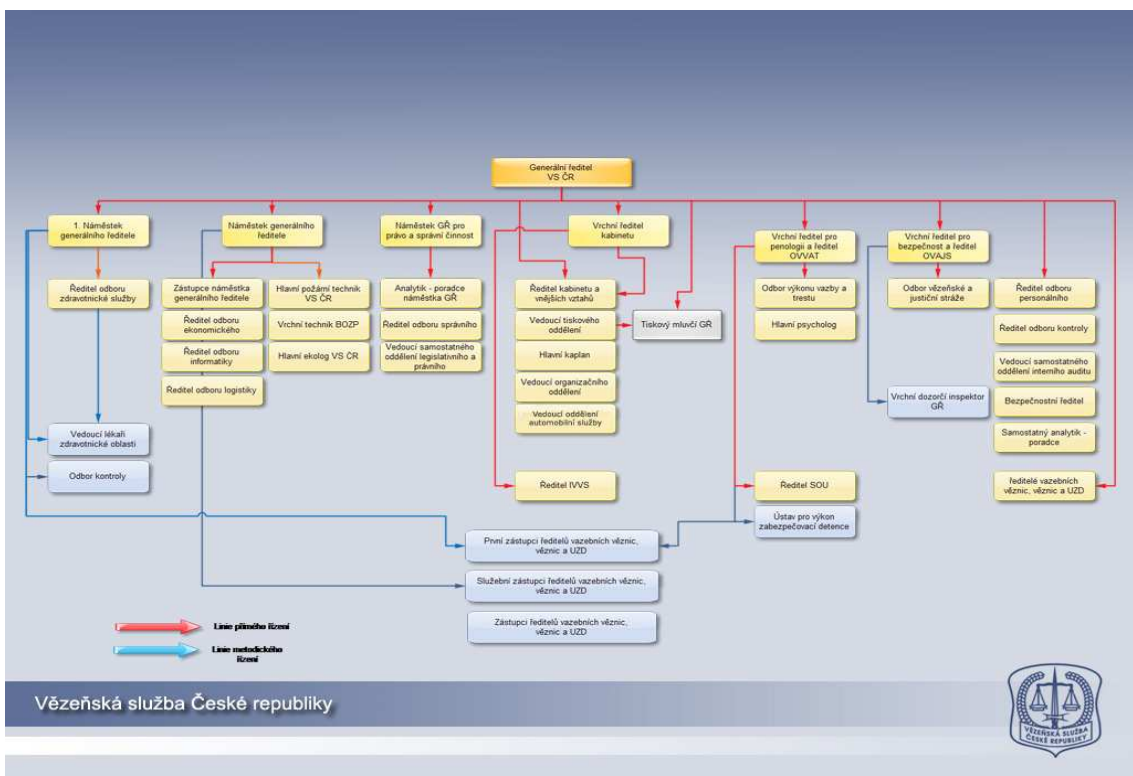 Generální ředitel
VS ČR
1. Náměstek
generálního ředitele
Náměstek generálního
ředitele
Náměstek GŘ pro
právo a správní činnost
Vrchní ředitel
kabinetu
Vrchní ředitel pro
penologii a ředitel
OVVAT
Vrchní ředitel pro
bezpečnost a ředitel
OVAJS
Ředitel odboru
zdravotnické služby
Zástupce náměstka
generálního ředitele
Ředitel odboru
ekonomického
Ředitel odboru
informatiky
Ředitel odboru logistiky
Hlavní požární technik
VS ČR
Vrchní technik BOZP
Hlavní ekolog VS ČR
Analytik - poradce
náměstka GŘ
Ředitel odboru správního
Vedoucí samostatného
oddělení legislativního a
právního
Ředitel kabinetu a
vnějších vztahů
Vedoucí tiskového
oddělení
Hlavní kaplan
Vedoucí organizačního
oddělení
Vedoucí oddělení
automobilní služby
Tiskový mluvčí GŘ
Odbor výkonu vazby a
trestu
Hlavní psycholog
Odbor vězeňské a
justiční stráže
Vrchní dozorčí inspektor
GŘ
Ředitel odboru
personálního
Ředitel odboru kontroly
Vedoucí samostatného
oddělení interního auditu
Bezpečnostní ředitel
Samostatný analytik -
poradce
Vedoucí lékaři
zdravotnické oblasti
Odbor kontroly
Ředitel IVVS
Ředitel SOU
Ústav pro výkon
zabezpečovací detence
ředitelé vazebních
věznic, věznic a UZD
První zástupci ředitelů vazebních věznic,
věznic a UZD
Služební zástupci ředitelů vazebních věznic,
věznic a UZD
Zástupci ředitelů vazebních věznic,
věznic a UZD
Linie přímého řízení
Linie metodického
řízení
Vězeňská služba České republiky
VĚZEŇSKÁ SLUŽBA
ČESKÉ REPUBLIKY